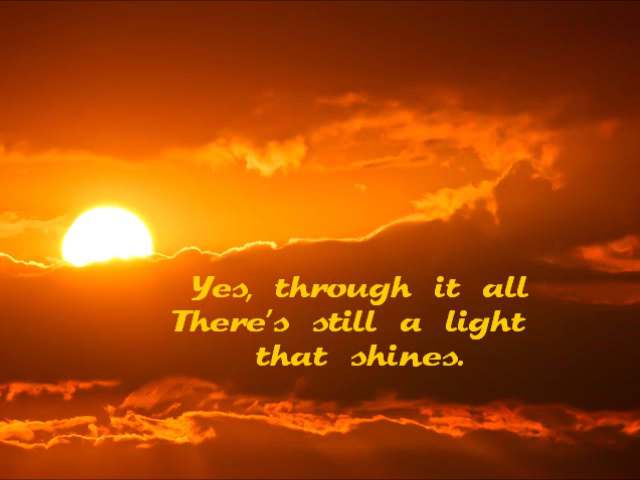 Yes, through it all
There's still a light
that shines.